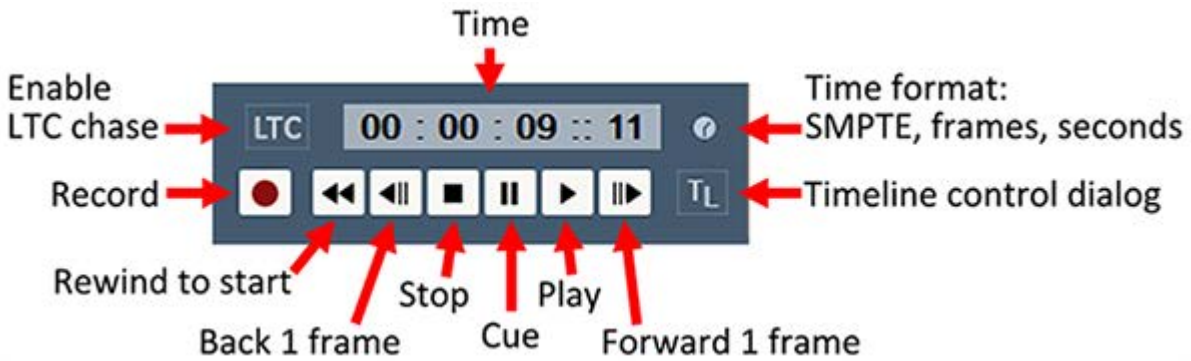 Time
Enable
LTC chase
Time format:
SMPTE, frames, seconds
LTC
00 : 00 : 09 :: 11
Record
TL
Timeline control dialog
Rewind to start
Stop
Play
Back 1 frame
Cue
Forward 1 frame